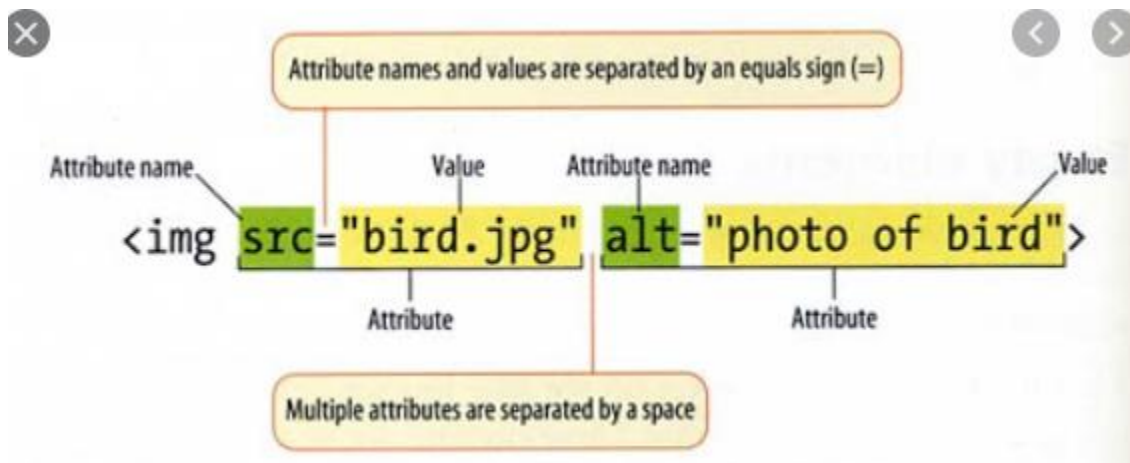 Attribute names and values are separated by an equals sign (=)
Attribute name Value Attribute name Value
<img src="bird.jpg" alt="photo of bird">
Attribute Attribute
Multiple attributes are separated by a space